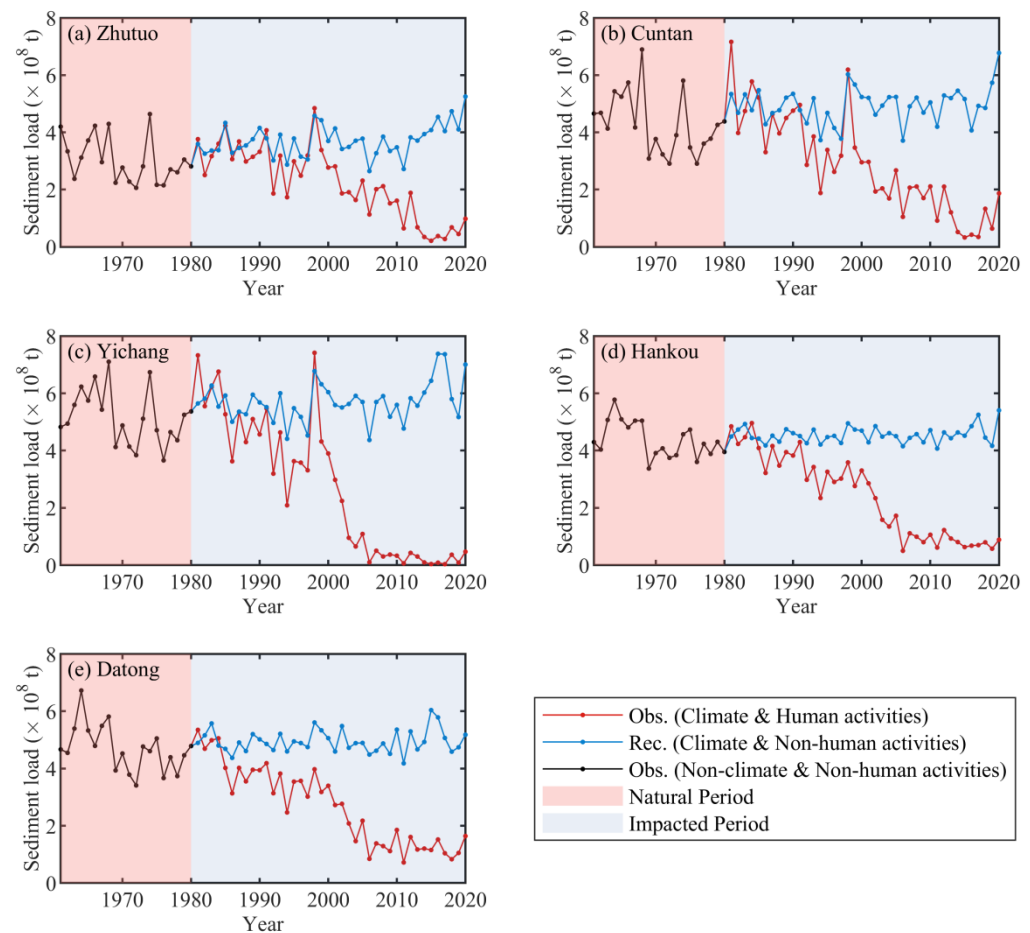 (a) Zhutuo
Sediment load (× 10⁸ t)
8
6
4
2
0
1970 1980 1990 2000 2010 2020
Year
(b) Cuntan
Sediment load (× 10⁸ t)
8
6
4
2
0
1970 1980 1990 2000 2010 2020
Year
(c) Yichang
Sediment load (× 10⁸ t)
8
6
4
2
0
1970 1980 1990 2000 2010 2020
Year
(d) Hankou
Sediment load (× 10⁸ t)
8
6
4
2
0
1970 1980 1990 2000 2010 2020
Year
(e) Datong
Sediment load (× 10⁸ t)
8
6
4
2
0
1970 1980 1990 2000 2010 2020
Year
Obs. (Climate & Human activities)
Rec. (Climate & Non-human activities)
Obs. (Non-climate & Non-human activities)
Natural Period
Impacted Period